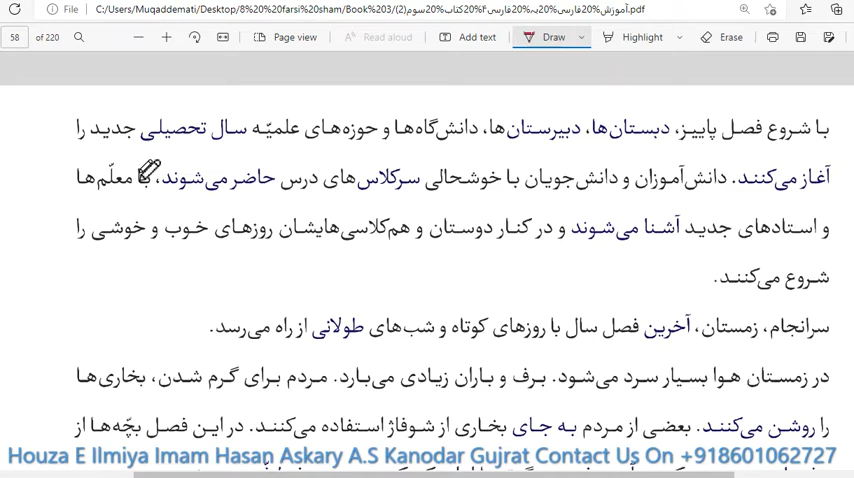 File C:/Users/Muqaddemati/Desktop/8%20%20farsi%20sham/Book%203/آموزش%20فارسی%20به%20فارسی%20کتاب%20سوم(2).pdf
58 of 220 Page view Read aloud Add text Draw Highlight Erase
با شروع فصل پاییز، دبستان‌ها، دبیرستان‌ها، دانش‌گاه‌ها و حوزه‌های علمیّه سال تحصیلی جدید را
آغاز می‌کنند. دانش‌آموزان و دانش‌جویان با خوشحالی سرکلاس‌های درس حاضر می‌شوند، با معلّم‌ها
و استادهای جدید آشنا می‌شوند و در کنار دوستان و هم‌کلاسی‌هایشان روزهای خوب و خوشی را
شروع می‌کنند.
سرانجام، زمستان، آخرین فصل سال با روزهای کوتاه و شب‌های طولانی از راه می‌رسد.
در زمستان هوا بسیار سرد می‌شود. برف و باران زیادی می‌بارد. مردم برای گرم شدن، بخاری‌ها
را روشن می‌کنند. بعضی از مردم به جای بخاری از شوفاژ استفاده می‌کنند. در این فصل بچّه‌ها از
Houza E Ilmiya Imam Hasan Askary A.S Kanodar Gujrat Contact Us On +918601062727